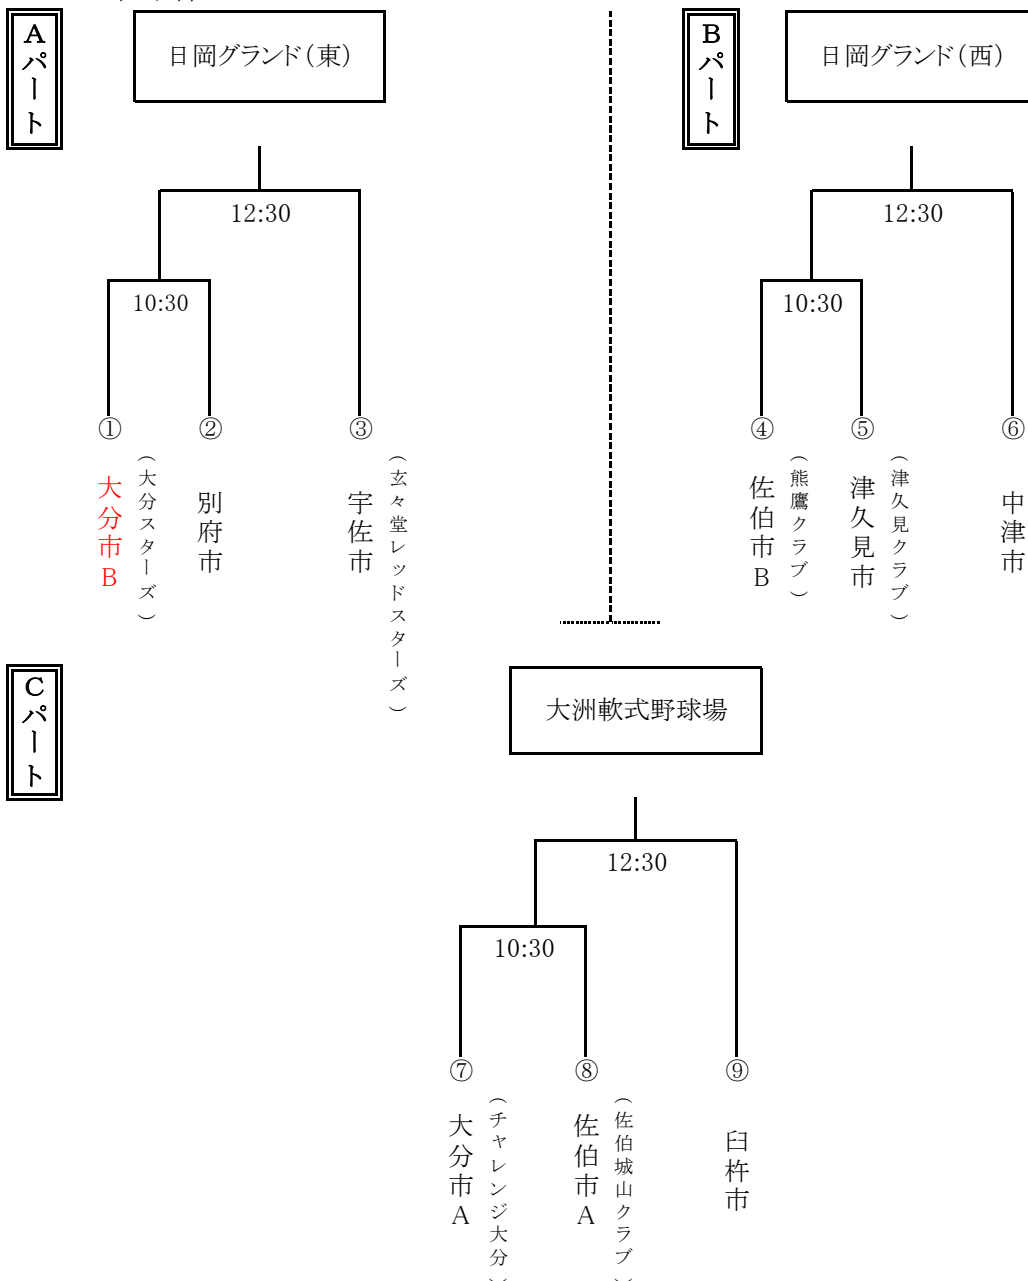 Aパート
日岡グランド(東)
12:30
10:30
①
大分市B
(大分スターズ)
②
別府市
③
宇佐市
(玄々堂レッドスターズ)
Bパート
日岡グランド(西)
12:30
10:30
④
佐伯市B
(熊鷹クラブ)
⑤
津久見市
(津久見クラブ)
⑥
中津市
Cパート
大洲軟式野球場
12:30
10:30
⑦
大分市A
(チャレンジ大分)
⑧
佐伯市A
(佐伯城山クラブ)
⑨
臼杵市